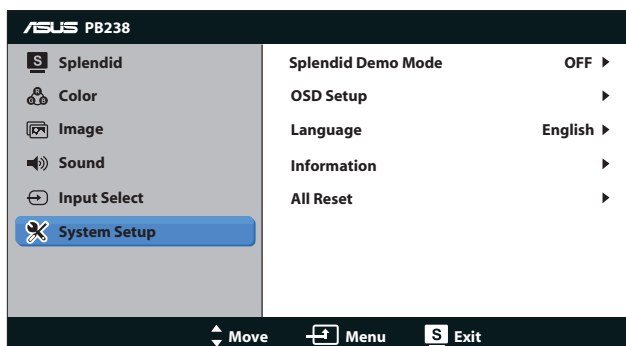 ASUS PB238
S Splendid
Color
Image
Sound
Input Select
System Setup
Splendid Demo Mode OFF
OSD Setup
Language English
Information
All Reset
Move Menu S Exit